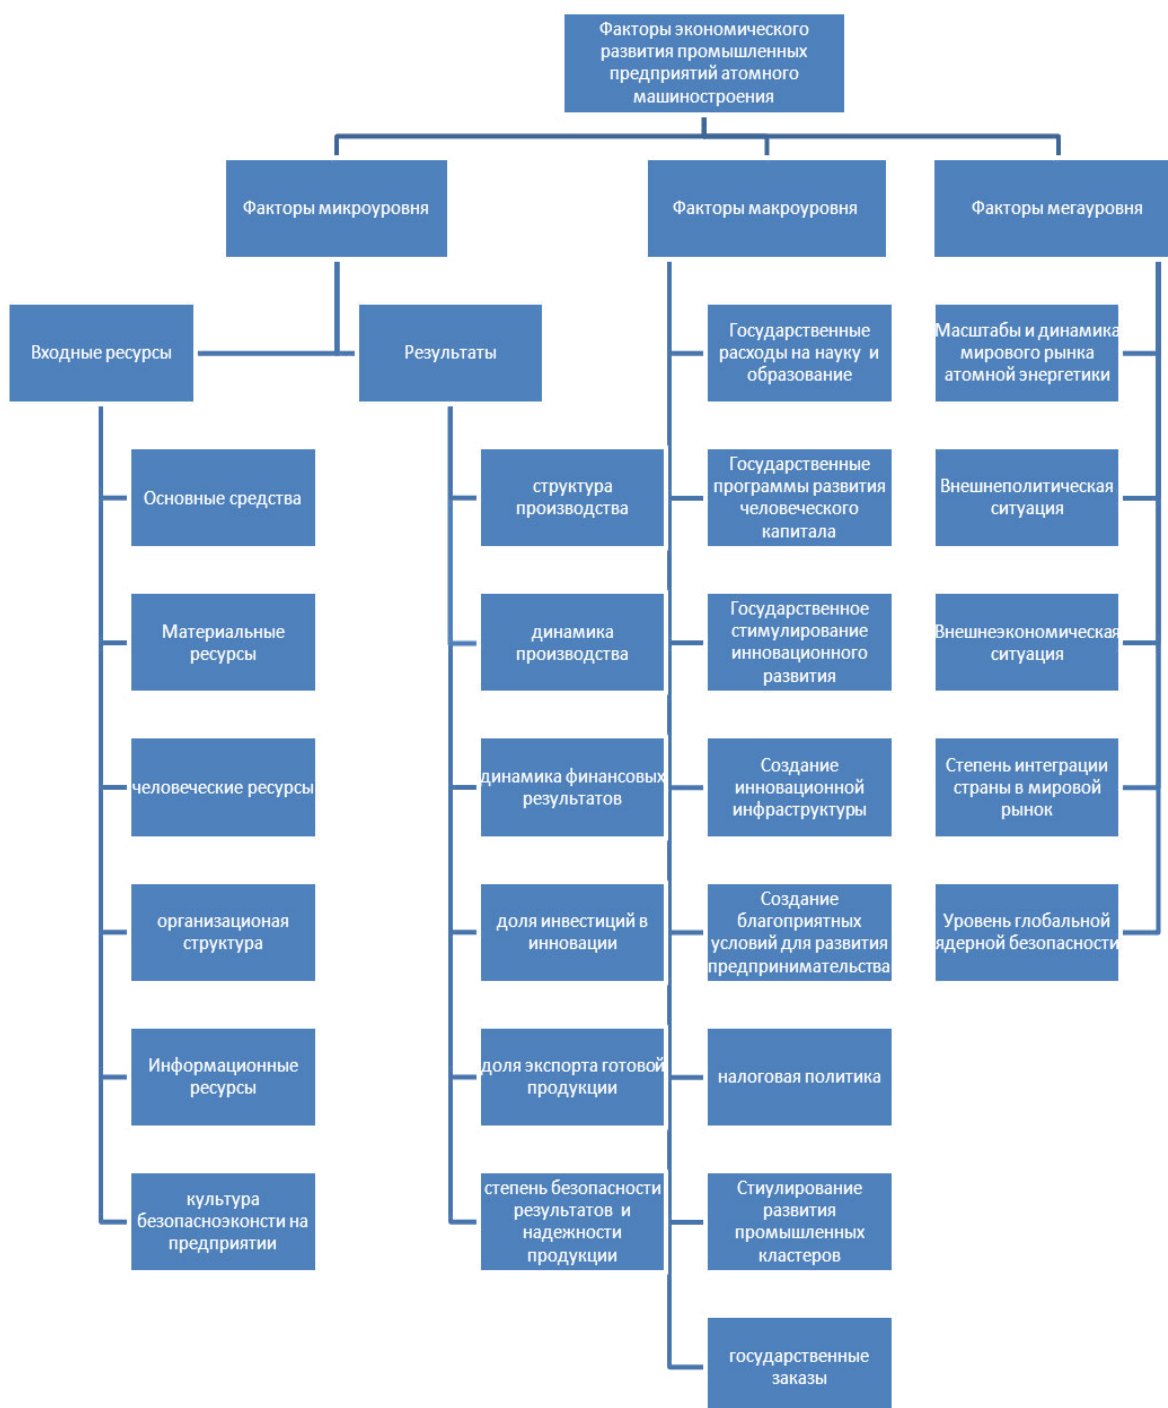 Факторы экономического
развития промышленных
предприятий атомного
машиностроения
Факторы микроуровня
Факторы макроуровня
Факторы мегауровня
Входные ресурсы
Результаты
Государственные
расходы на науку и
образование
Масштабы и динамика
мирового рынка
атомной энергетики
Основные средства
структура
производства
Государственные
программы развития
человеческого
капитала
Внешнеполитическая
ситуация
Материальные
ресурсы
динамика
производства
Государственное
стимулирование
инновационного
развития
Внешнеэкономическая
ситуация
человеческие ресурсы
динамика финансовых
результатов
Создание
инновационной
инфраструктуры
Степень интеграции
страны в мировой
рынок
организационая
структура
доля инвестиций в
инновации
Создание
благоприятных
условий для развития
предпринимательства
Уровень глобальной
ядерной безопасности
Информационные
ресурсы
доля экспорта готовой
продукции
налоговая политика
культура
безопасноэконсти на
предприятии
степень безопасности
результатов и
надежности
продукции
Стиулирование
развития
промышленных
кластеров
государственные
заказы